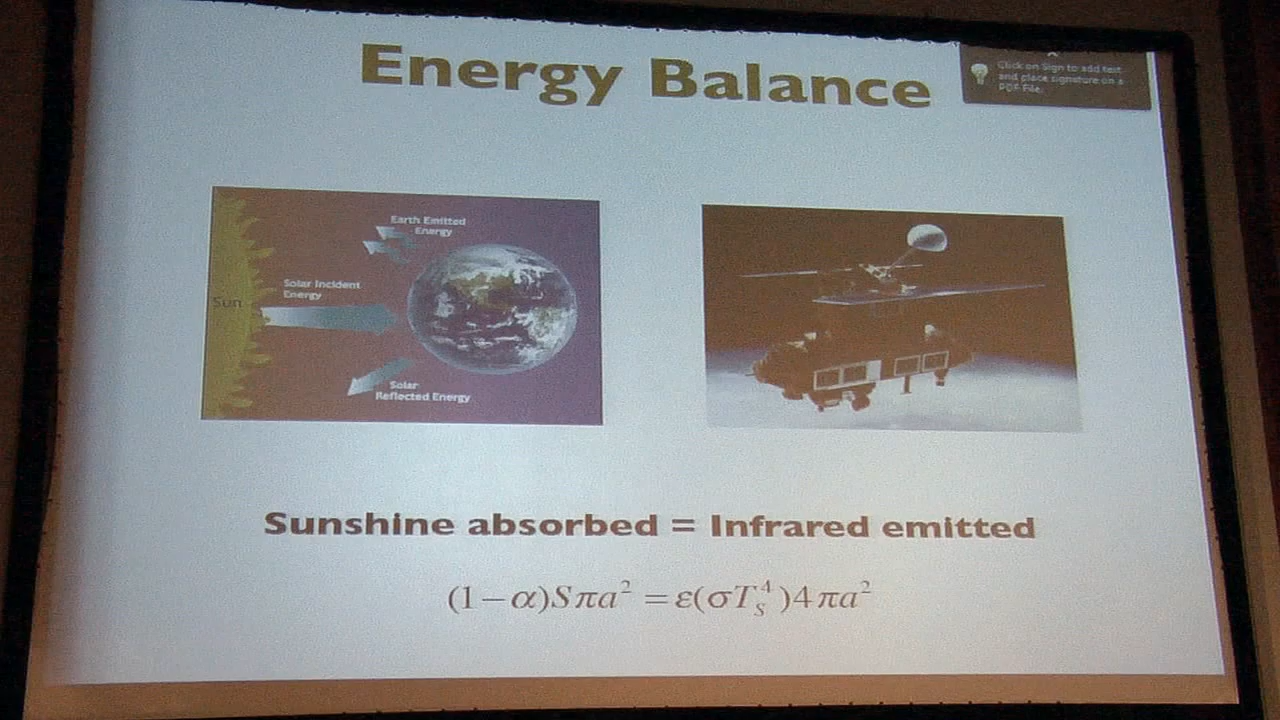 Energy Balance
Click on Sign to add text
and place signature on a
PDF File.
Earth Emitted
Energy
Solar Incident
Energy
Sun
Solar
Reflected Energy
Sunshine absorbed = Infrared emitted
(1−α)Sπa² = ε(σT_S⁴)4πa²